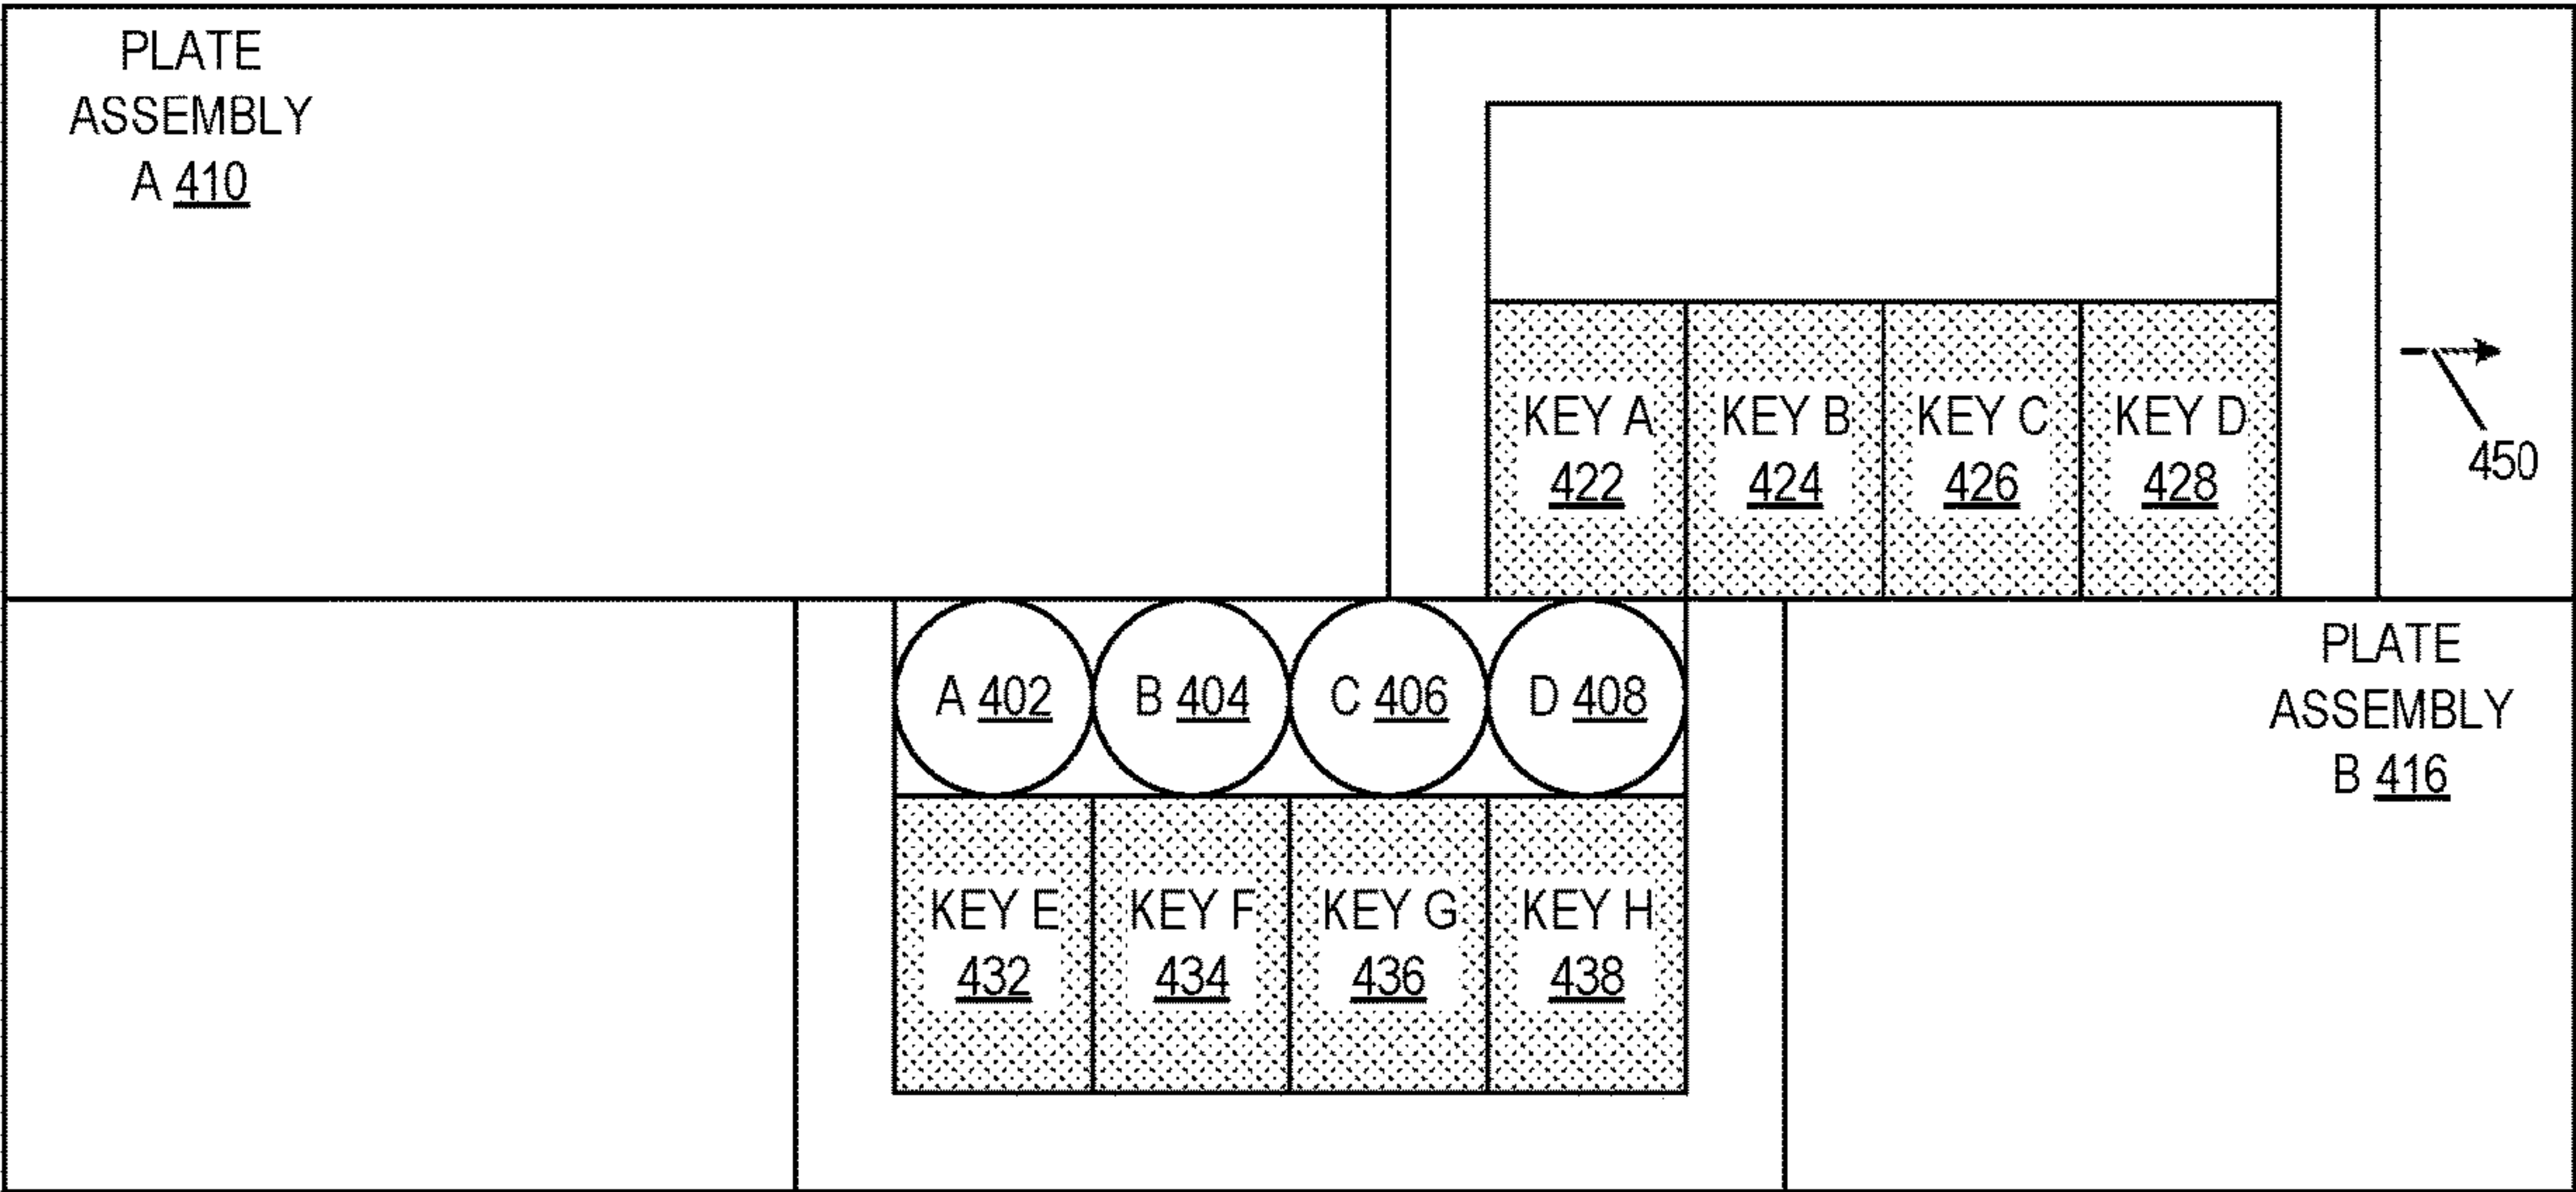 PLATE
ASSEMBLY
A 410
KEY A
422
KEY B
424
KEY C
426
KEY D
428
450
A 402
B 404
C 406
D 408
PLATE
ASSEMBLY
B 416
KEY E
432
KEY F
434
KEY G
436
KEY H
438